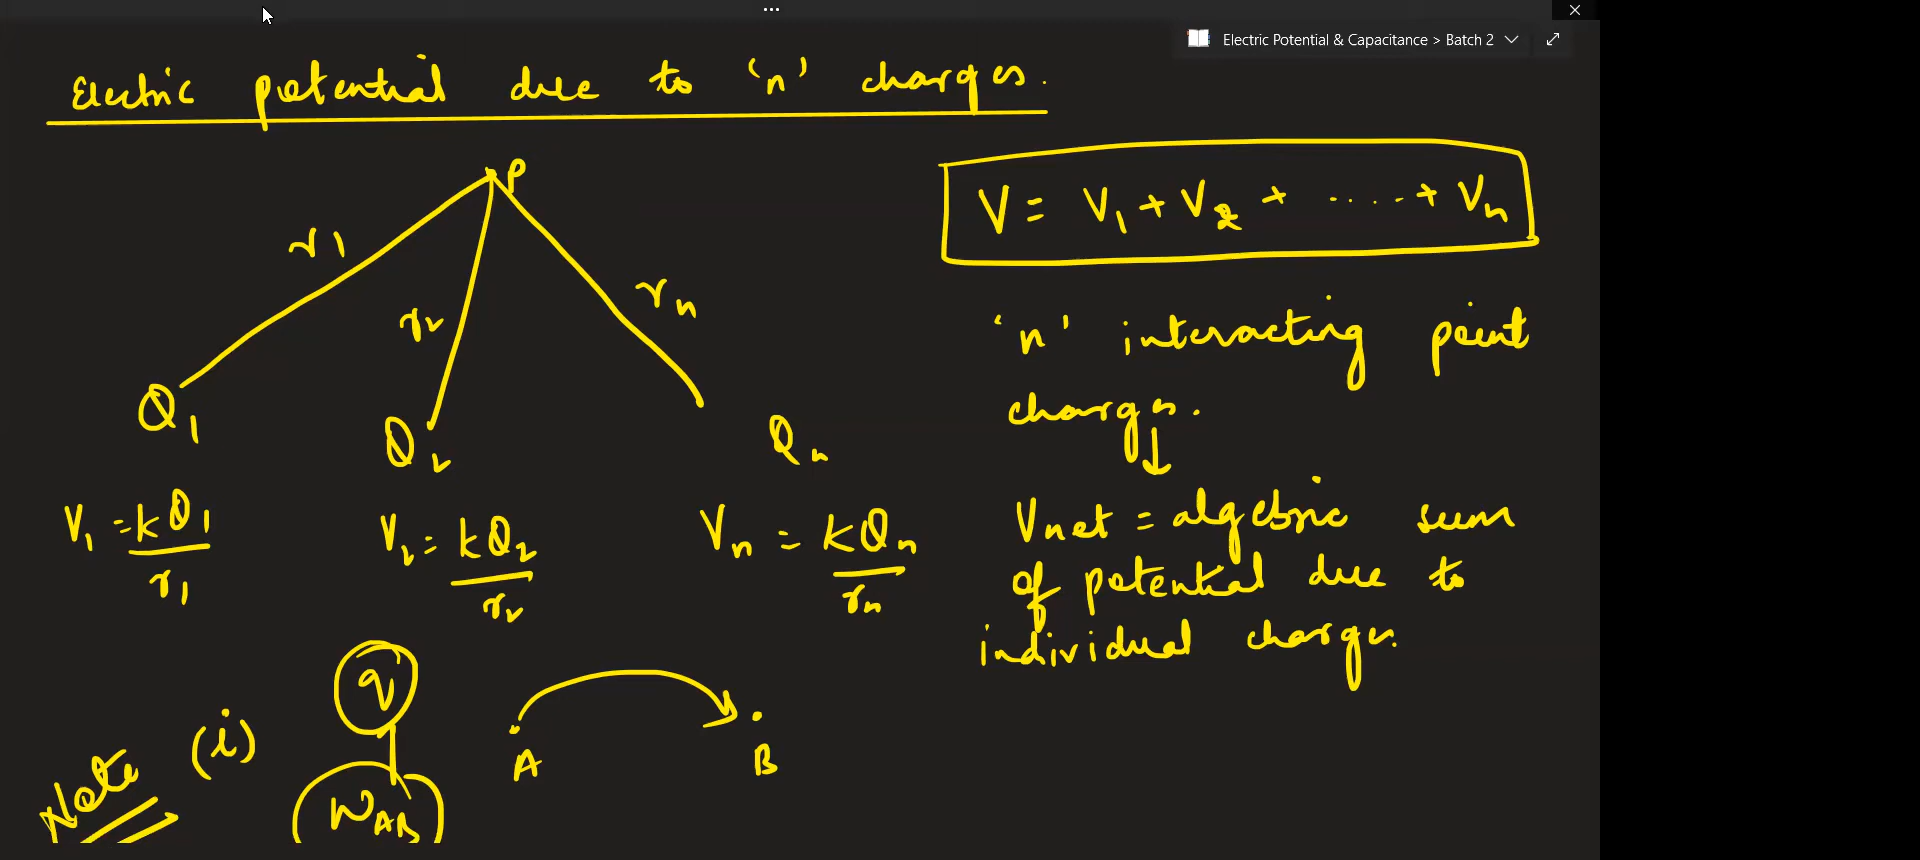 Electric Potential & Capacitance > Batch 2
Electric potential due to 'n' charges.
P
r1
r2
rn
Q1
Q2
Qn
V1 = kQ1/r1
V2 = kQ2/r2
Vn = kQn/rn
V = V1 + V2 + ..... + Vn
'n' interacting point
charges.
↓
Vnet = algebric sum
of potential due to
individual charges.
Note (i)
q
WAB
A
B